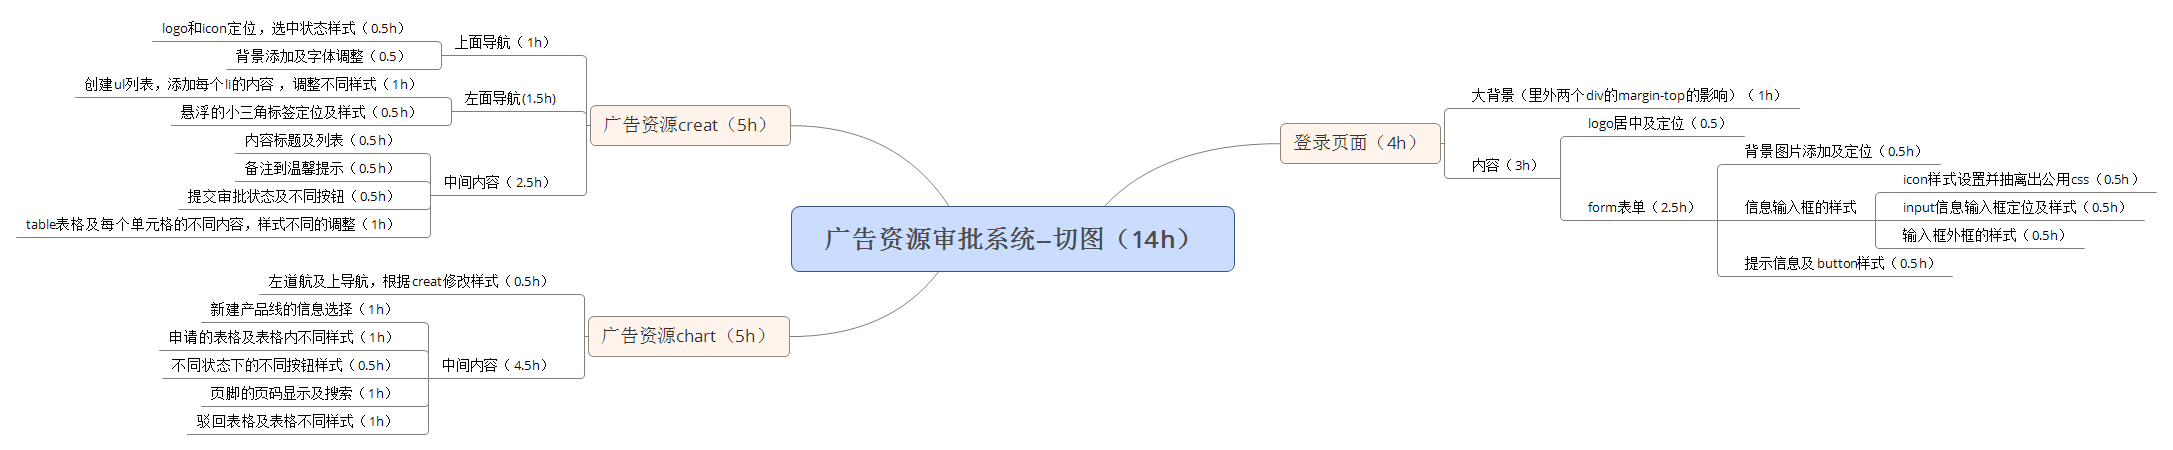 广告资源审批系统–切图（14h）
登录页面（4h）
大背景（里外两个div的margin-top的影响）（1h）
内容（3h）
logo居中及定位（0.5）
form表单（2.5h）
背景图片添加及定位（0.5h）
信息输入框的样式
icon样式设置并抽离出公用css（0.5h）
input信息输入框定位及样式（0.5h）
输入框外框的样式（0.5h）
提示信息及button样式（0.5h）
广告资源creat（5h）
上面导航（1h）
logo和icon定位，选中状态样式（0.5h）
背景添加及字体调整（0.5）
左面导航(1.5h)
创建ul列表，添加每个li的内容，调整不同样式（1h）
悬浮的小三角标签定位及样式（0.5h）
中间内容（2.5h）
内容标题及列表（0.5h）
备注到温馨提示（0.5h）
提交审批状态及不同按钮（0.5h）
table表格及每个单元格的不同内容，样式不同的调整（1h）
广告资源chart（5h）
左道航及上导航，根据creat修改样式（0.5h）
中间内容（4.5h）
新建产品线的信息选择（1h）
申请的表格及表格内不同样式（1h）
不同状态下的不同按钮样式（0.5h）
页脚的页码显示及搜索（1h）
驳回表格及表格不同样式（1h）